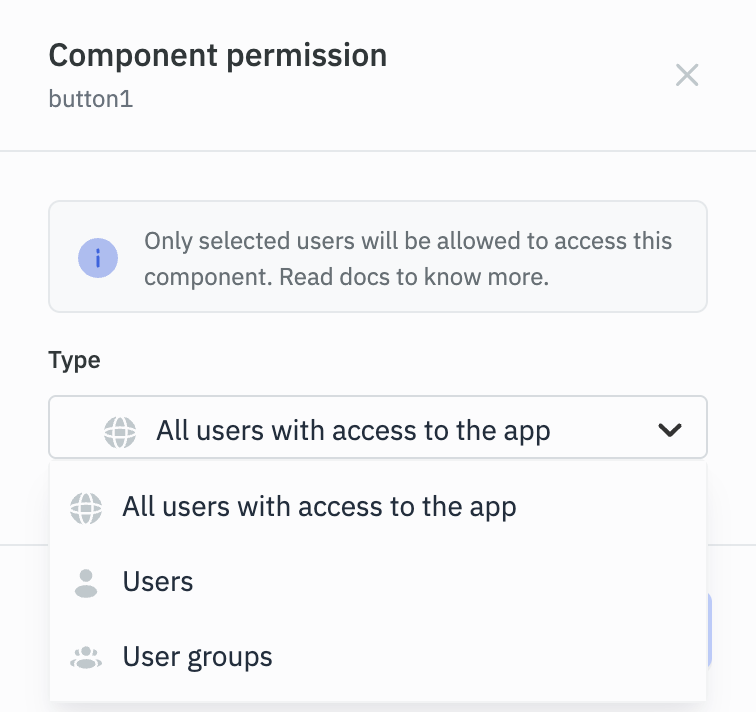 Component permission
button1
Only selected users will be allowed to access this
component. Read docs to know more.
Type
All users with access to the app
All users with access to the app
Users
User groups